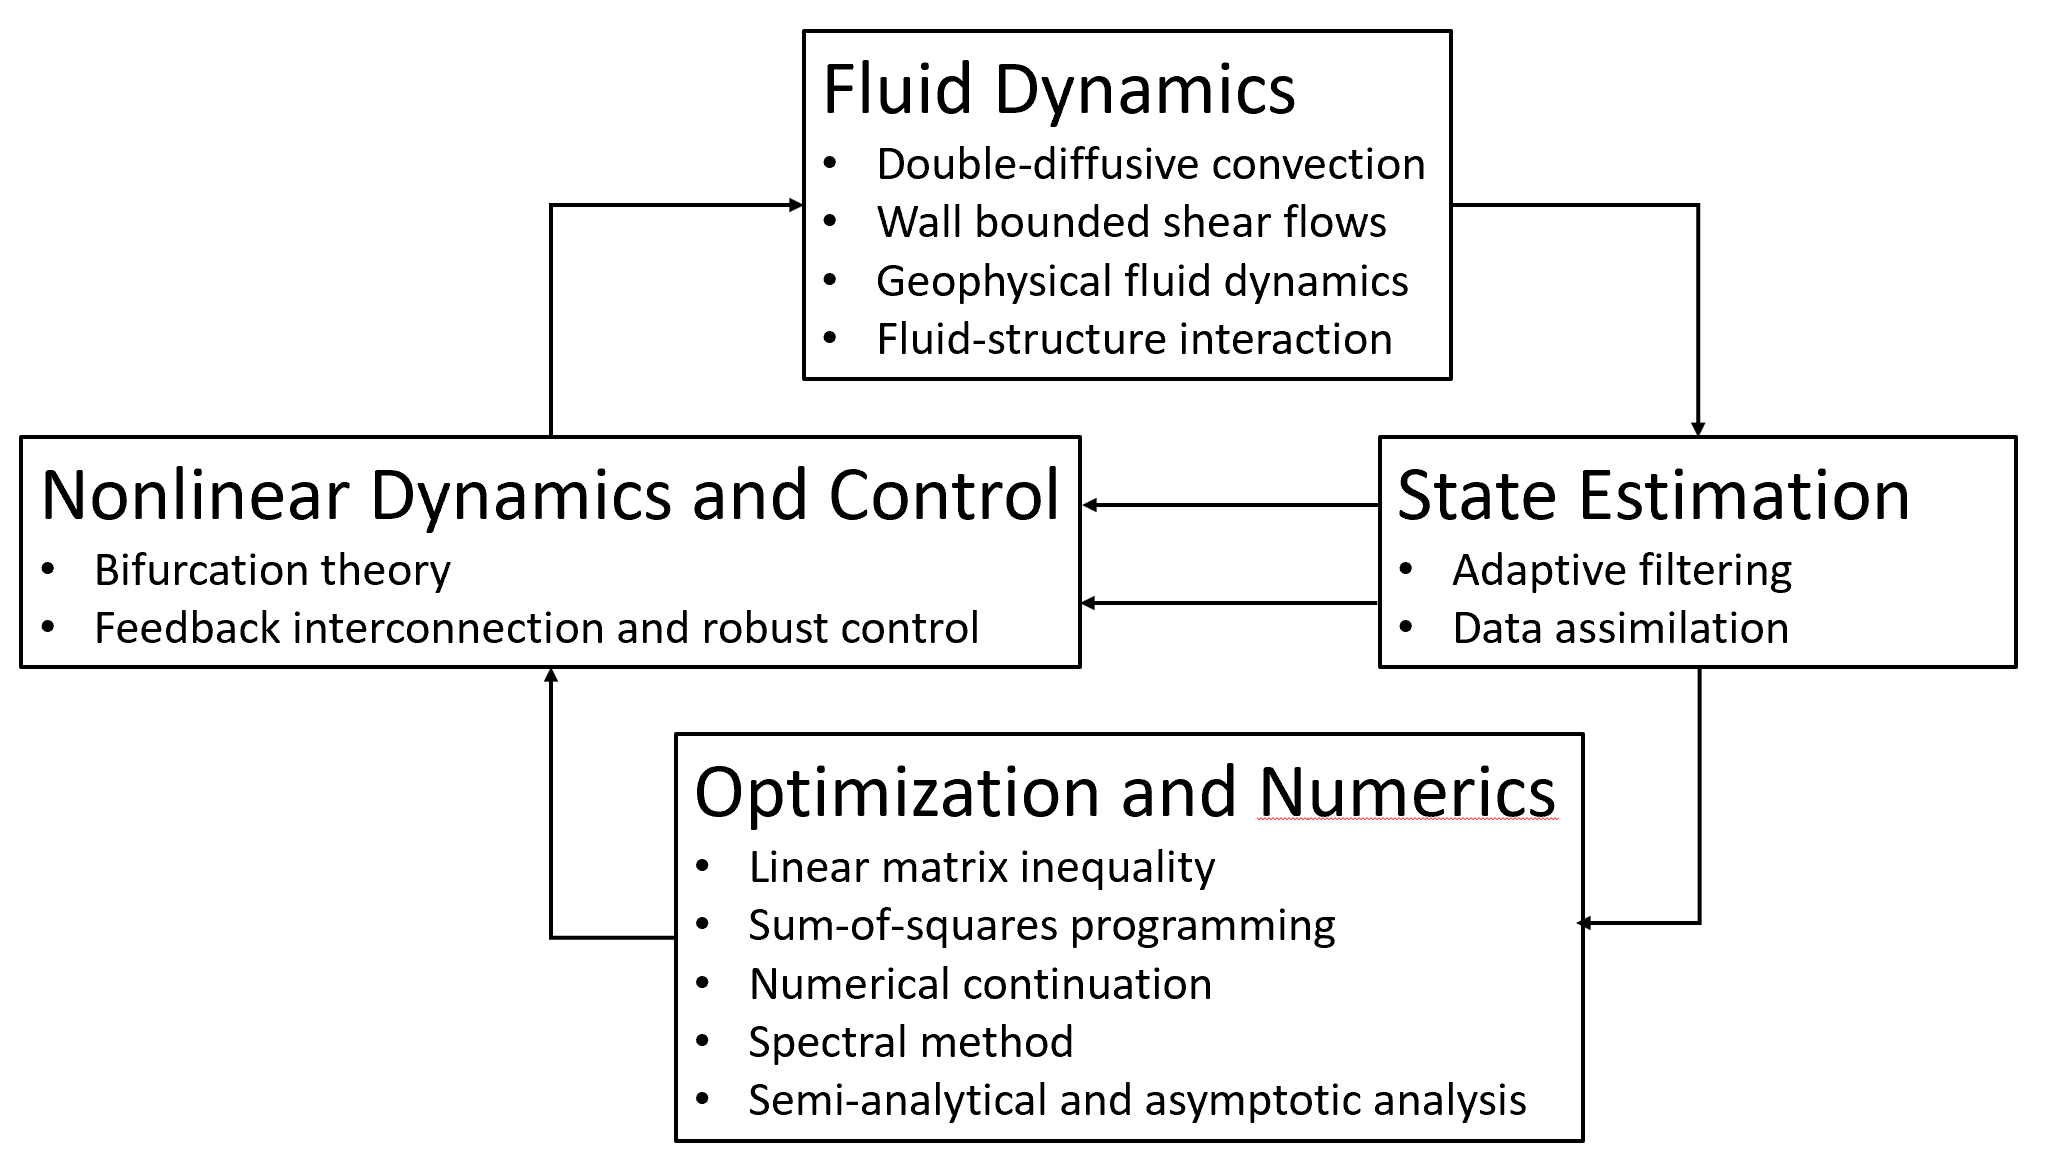 Fluid Dynamics
• Double-diffusive convection
• Wall bounded shear flows
• Geophysical fluid dynamics
• Fluid-structure interaction
Nonlinear Dynamics and Control
• Bifurcation theory
• Feedback interconnection and robust control
State Estimation
• Adaptive filtering
• Data assimilation
Optimization and Numerics
• Linear matrix inequality
• Sum-of-squares programming
• Numerical continuation
• Spectral method
• Semi-analytical and asymptotic analysis